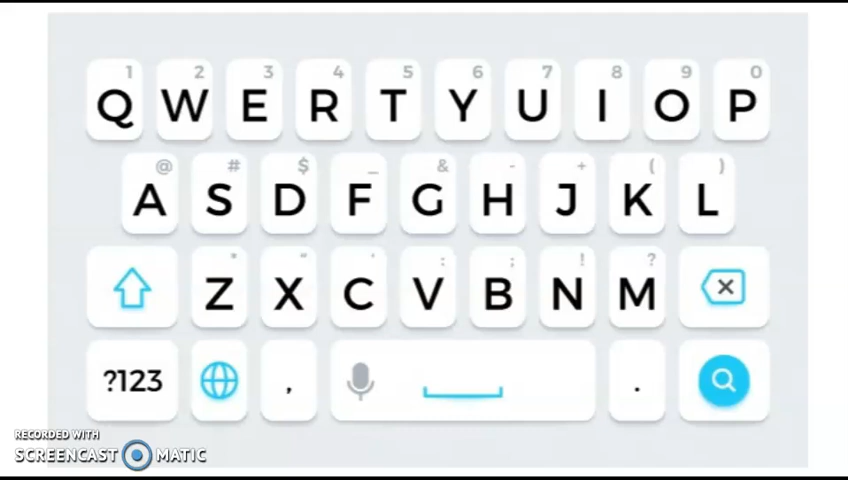 1 2 3 4 5 6 7 8 9 0
Q W E R T Y U I O P
@ # $ _ & - + ( )
A S D F G H J K L
* " ' : ; ! ?
Z X C V B N M
?123 , .
RECORDED WITH
SCREENCAST MATIC